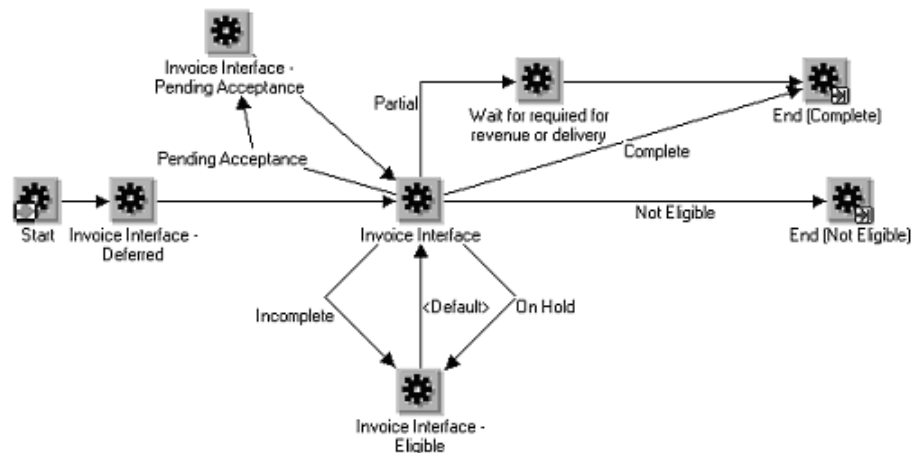 Invoice Interface -
Pending Acceptance
Partial
Wait for required for
revenue or delivery
End (Complete)
Complete
Pending Acceptance
Start
Invoice Interface -
Deferred
Invoice Interface
Not Eligible
End (Not Eligible)
Incomplete
<Default>
On Hold
Invoice Interface -
Eligible